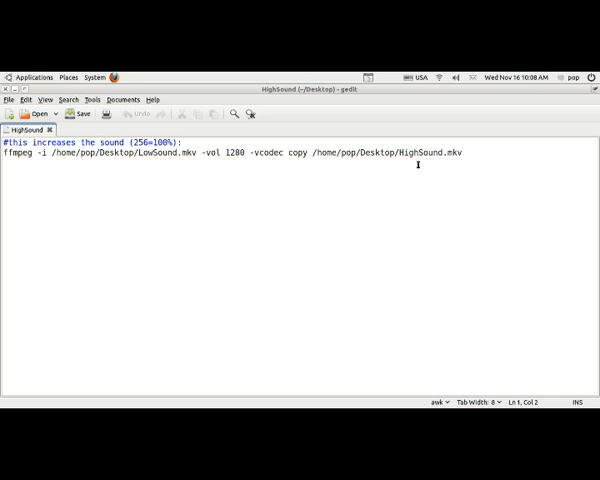 Applications Places System USA Wed Nov 16 10:08 AM pop
HighSound (~/Desktop) - gedit
File Edit View Search Tools Documents Help
Open Save Undo
HighSound
#this increases the sound (256=100%):
ffmpeg -i /home/pop/Desktop/LowSound.mkv -vol 1280 -vcodec copy /home/pop/Desktop/HighSound.mkv
awk Tab Width: 8 Ln 1, Col 2 INS